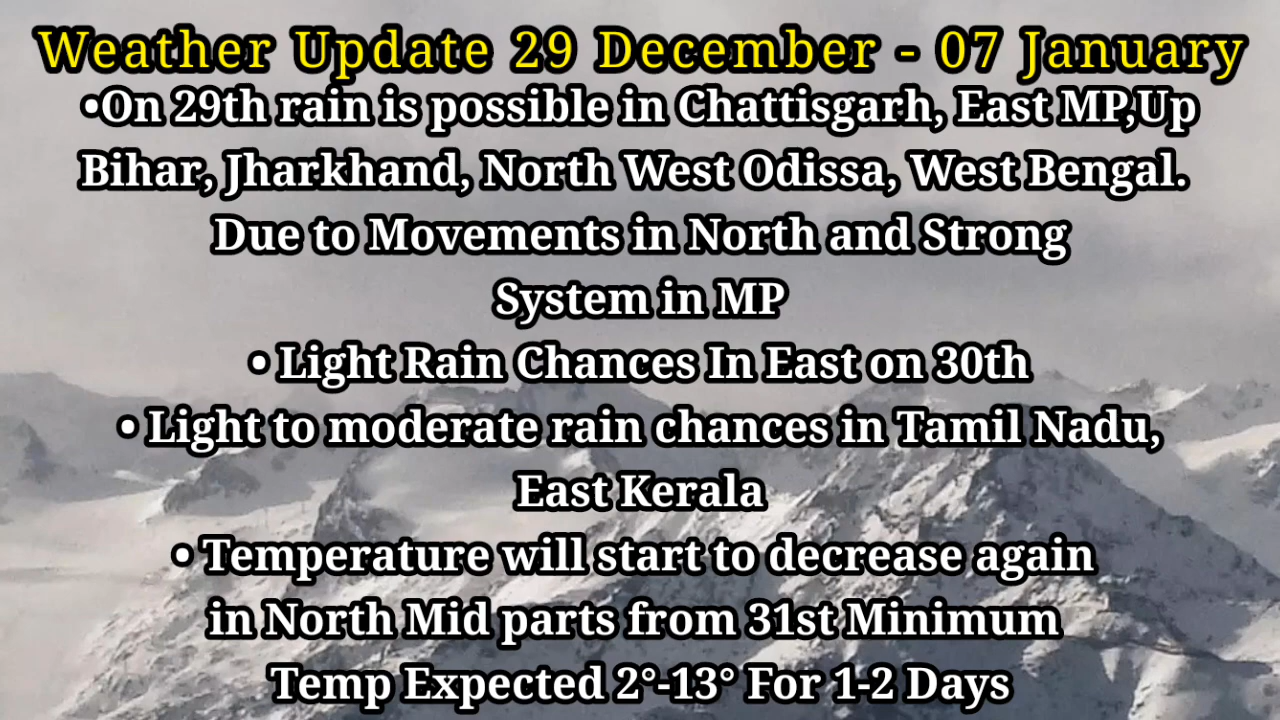 Weather Update 29 December - 07 January
•On 29th rain is possible in Chattisgarh, East MP,Up
Bihar, Jharkhand, North West Odissa, West Bengal.
Due to Movements in North and Strong
System in MP
• Light Rain Chances In East on 30th
• Light to moderate rain chances in Tamil Nadu,
East Kerala
• Temperature will start to decrease again
in North Mid parts from 31st Minimum
Temp Expected 2°-13° For 1-2 Days